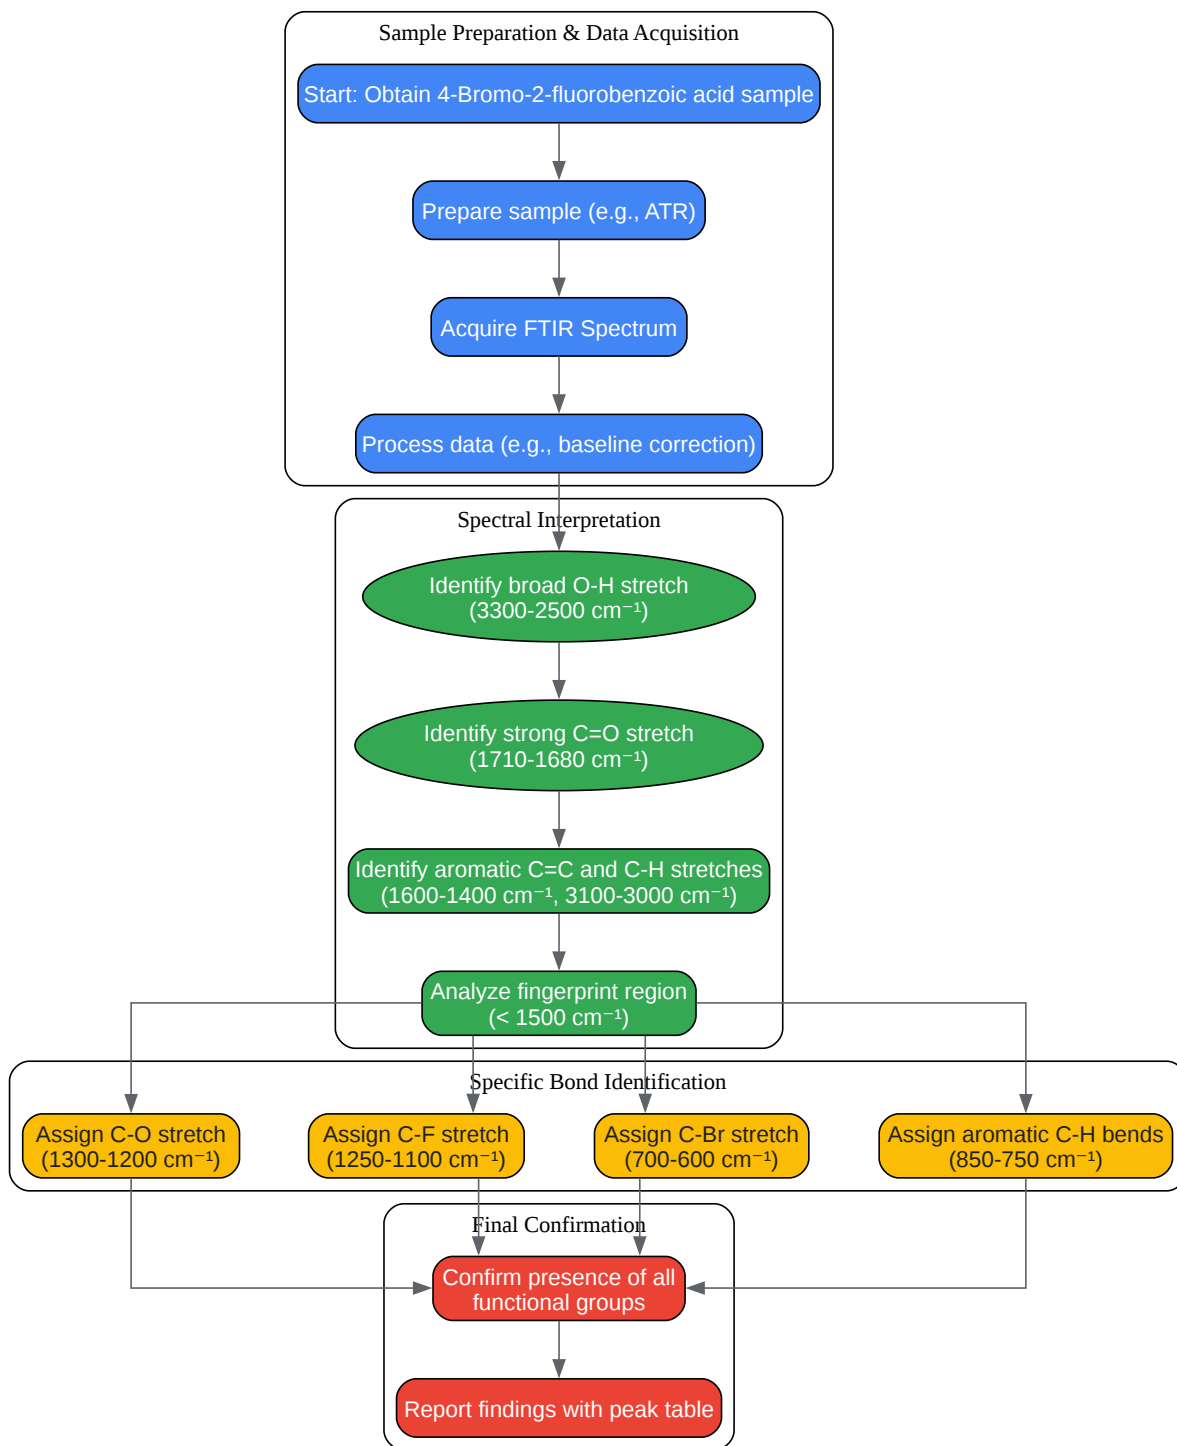 Sample Preparation & Data Acquisition
Start: Obtain 4-Bromo-2-fluorobenzoic acid sample
Prepare sample (e.g., ATR)
Acquire FTIR Spectrum
Process data (e.g., baseline correction)
Spectral Interpretation
Identify broad O-H stretch
(3300-2500 cm⁻¹)
Identify strong C=O stretch
(1710-1680 cm⁻¹)
Identify aromatic C=C and C-H stretches
(1600-1400 cm⁻¹, 3100-3000 cm⁻¹)
Analyze fingerprint region
(< 1500 cm⁻¹)
Specific Bond Identification
Assign C-O stretch
(1300-1200 cm⁻¹)
Assign C-F stretch
(1250-1100 cm⁻¹)
Assign C-Br stretch
(700-600 cm⁻¹)
Assign aromatic C-H bends
(850-750 cm⁻¹)
Final Confirmation
Confirm presence of all
functional groups
Report findings with peak table